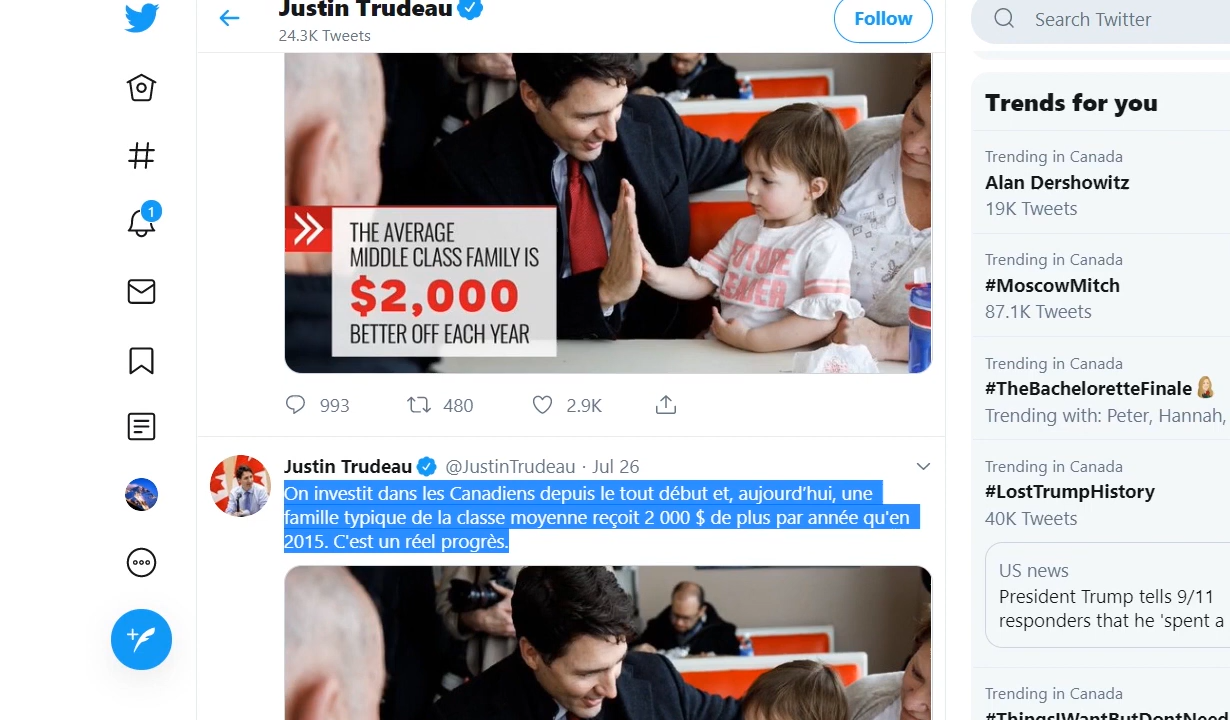 Justin Trudeau
24.3K Tweets
Follow
Search Twitter
1
THE AVERAGE
MIDDLE CLASS FAMILY IS
$2,000
BETTER OFF EACH YEAR
993
480
2.9K
Justin Trudeau @JustinTrudeau · Jul 26
On investit dans les Canadiens depuis le tout début et, aujourd’hui, une
famille typique de la classe moyenne reçoit 2 000 $ de plus par année qu'en
2015. C'est un réel progrès.
Trends for you
Trending in Canada
Alan Dershowitz
19K Tweets
Trending in Canada
#MoscowMitch
87.1K Tweets
Trending in Canada
#TheBacheloretteFinale
Trending with: Peter, Hannah,
Trending in Canada
#LostTrumpHistory
40K Tweets
US news
President Trump tells 9/11
responders that he 'spent a
Trending in Canada
#ThingsIWantButDontNeed